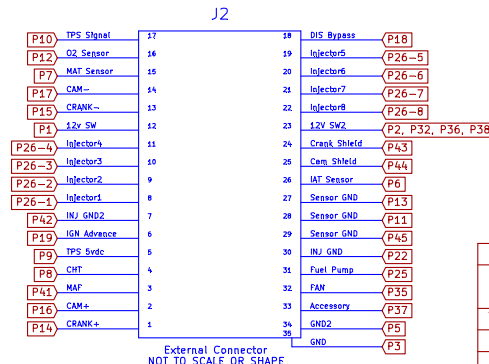 J2
P10 TPS Signal 17 18 DIS Bypass P18
P12 O2 Sensor 16 19 Injector5 P26-5
P7 MAT Sensor 15 20 Injector6 P26-6
P17 CAM- 14 21 Injector7 P26-7
P15 CRANK- 13 22 Injector8 P26-8
P1 12v SW 12 23 12V SW2 P2, P32, P36, P38
P26-4 Injector4 11 24 Crank Shield P43
P26-3 Injector3 10 25 Cam Shield P44
P26-2 Injector2 9 26 IAT Sensor P6
P26-1 Injector1 8 27 Sensor GND P13
P42 INJ GND2 7 28 Sensor GND P11
P19 IGN Advance 6 29 Sensor GND P45
P9 TPS 5vdc 5 30 INJ GND P22
P8 CHT 4 31 Fuel Pump P25
P41 MAF 3 32 FAN P35
P16 CAM+ 2 33 Accessory P37
P14 CRANK+ 1 34 GND2 P5
35 GND P3
External Connector
NOT TO SCALE OR SHAPE